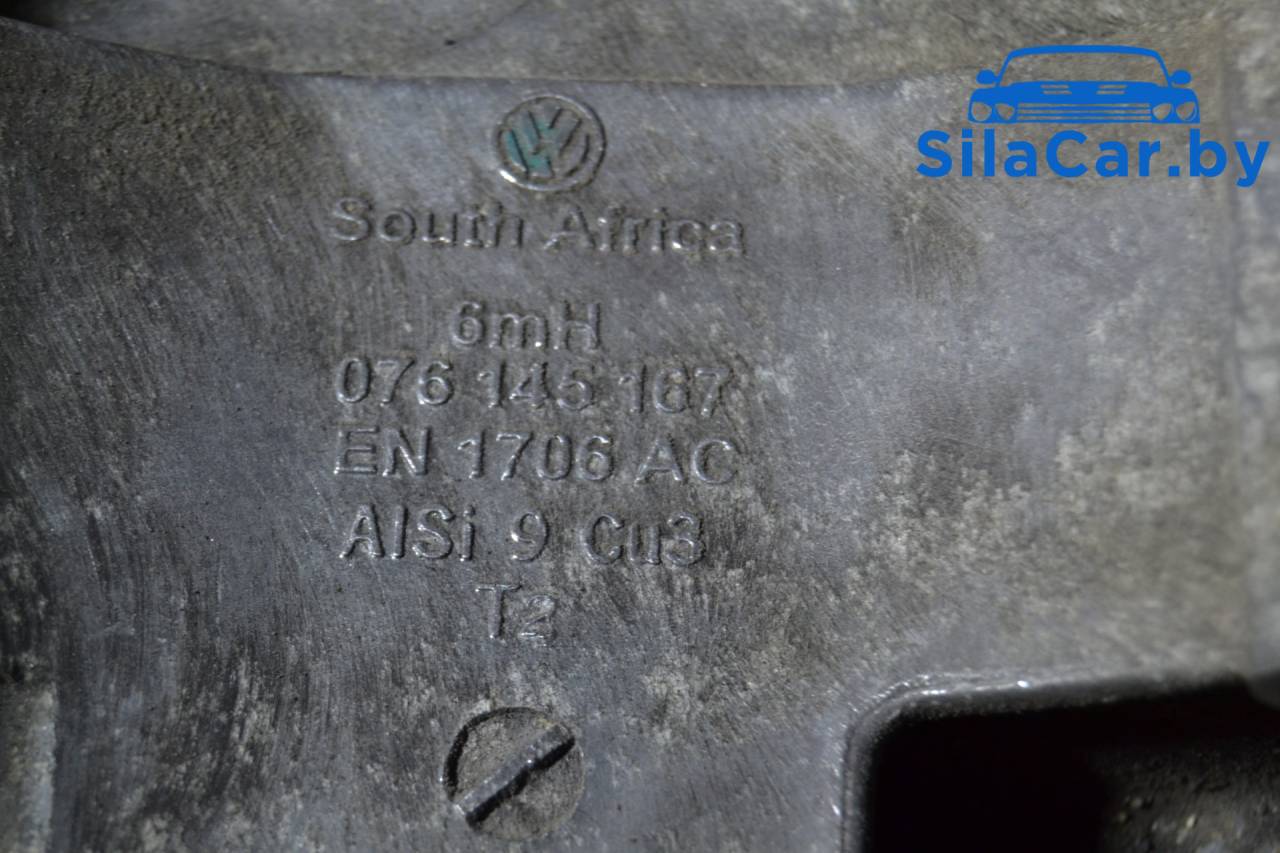 SilaCar.by
South Africa
6mH
076 145 167
EN 1706 AC
AlSi 9 Cu3
T2